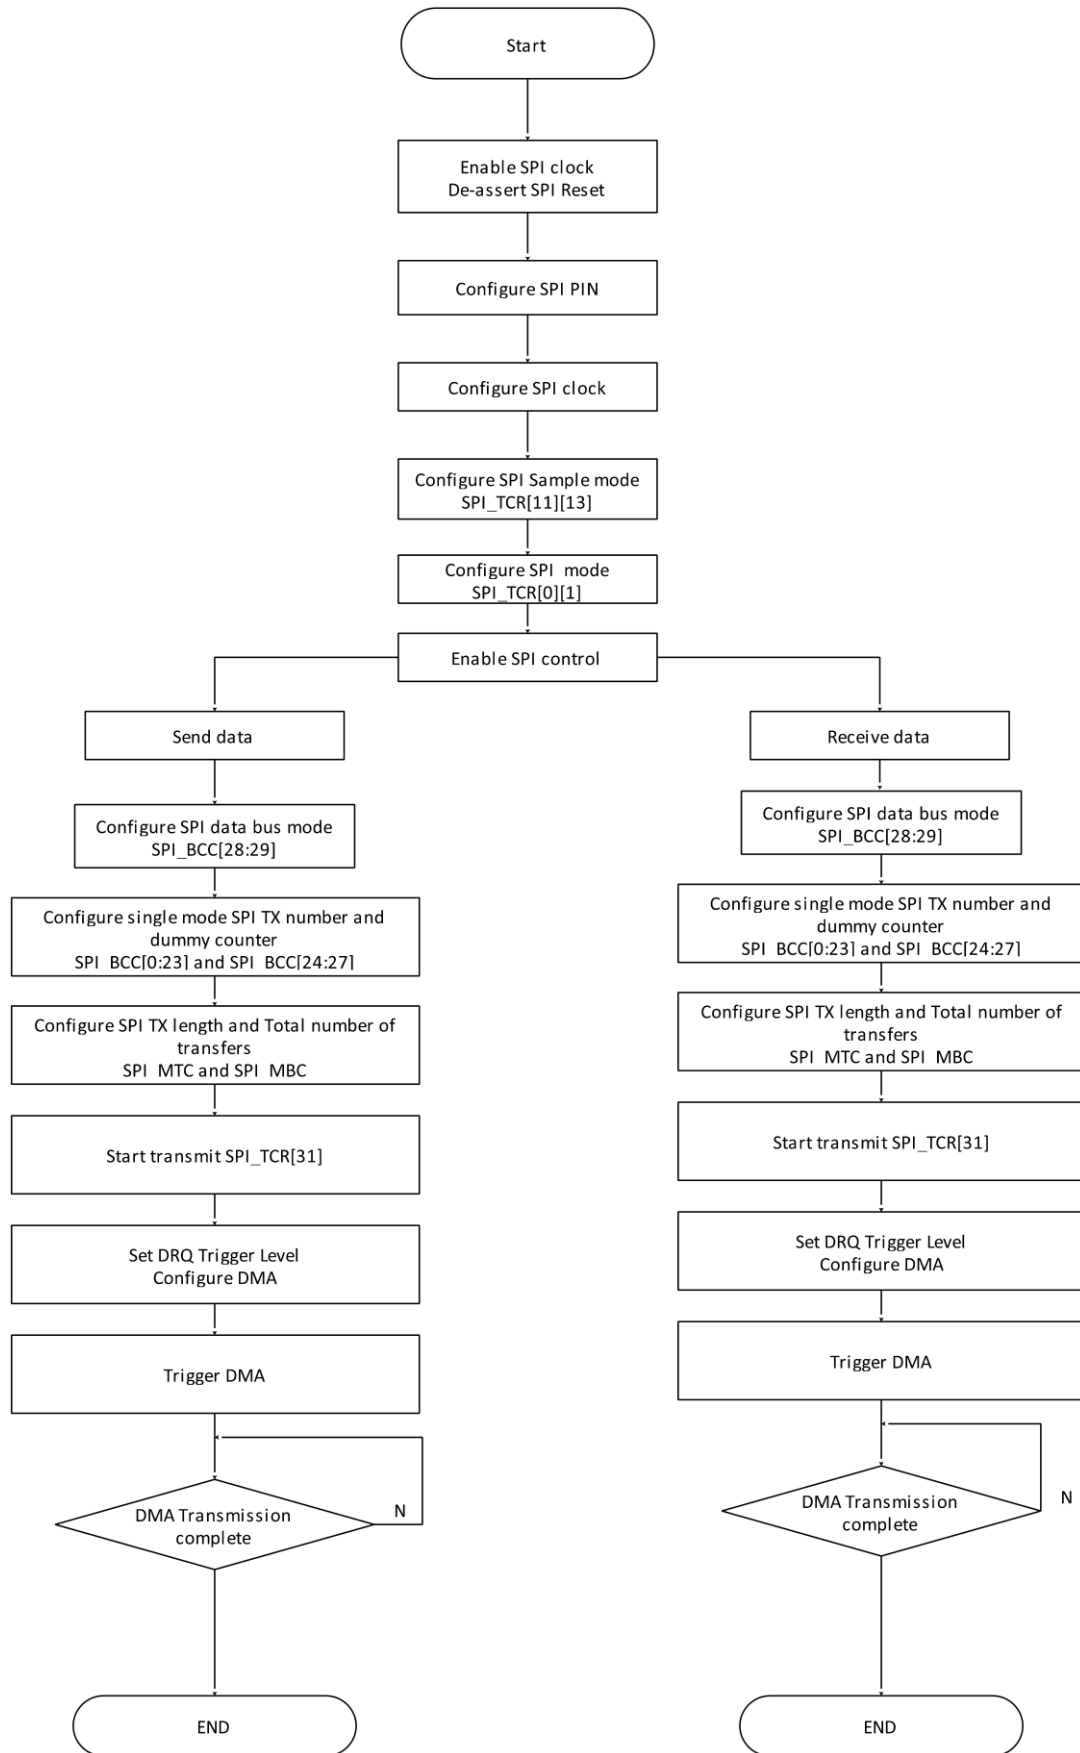 Start
Enable SPI clock
De-assert SPI Reset
Configure SPI PIN
Configure SPI clock
Configure SPI Sample mode
SPI_TCR[11][13]
Configure SPI mode
SPI_TCR[0][1]
Enable SPI control
Send data
Configure SPI data bus mode
SPI_BCC[28:29]
Configure single mode SPI TX number and
dummy counter
SPI_BCC[0:23] and SPI_BCC[24:27]
Configure SPI TX length and Total number of
transfers
SPI_MTC and SPI_MBC
Start transmit SPI_TCR[31]
Set DRQ Trigger Level
Configure DMA
Trigger DMA
DMA Transmission
complete
N
END
Receive data
Configure SPI data bus mode
SPI_BCC[28:29]
Configure single mode SPI TX number and
dummy counter
SPI_BCC[0:23] and SPI_BCC[24:27]
Configure SPI TX length and Total number of
transfers
SPI_MTC and SPI_MBC
Start transmit SPI_TCR[31]
Set DRQ Trigger Level
Configure DMA
Trigger DMA
DMA Transmission
complete
N
END